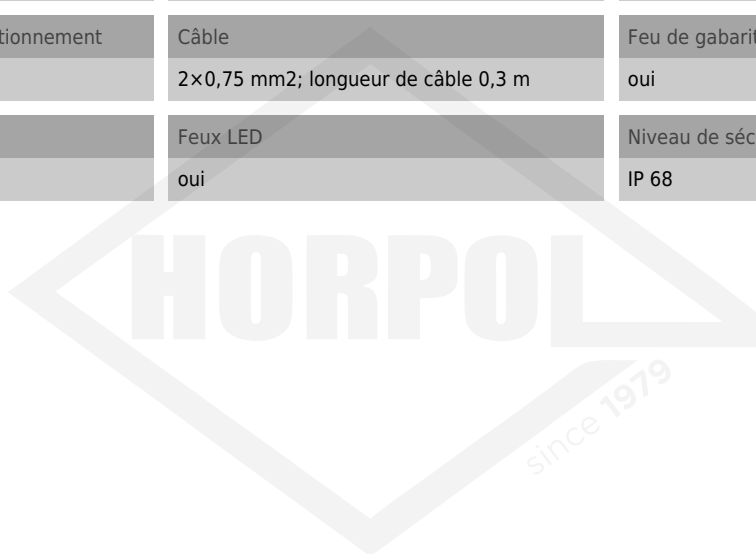 tionnement Câble Feu de gabarit
2×0,75 mm2; longueur de câble 0,3 m oui
Feux LED Niveau de séc
oui IP 68
HORPOL
since 1979